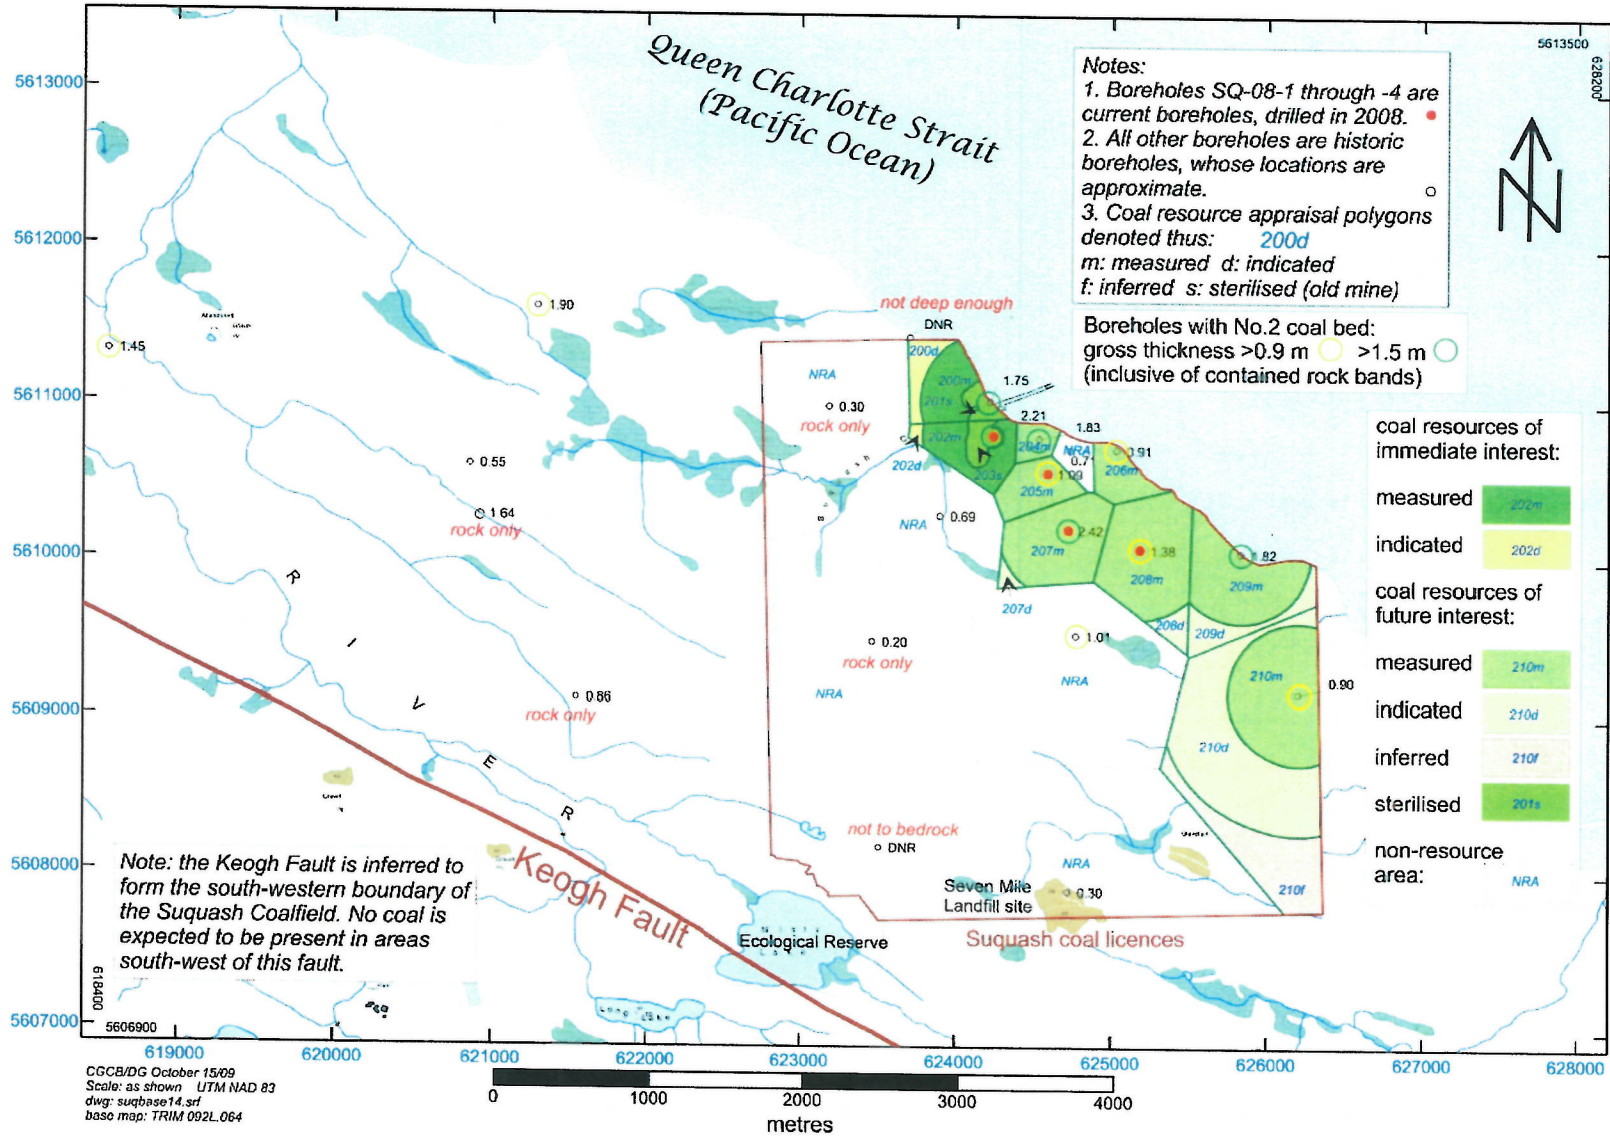 Queen Charlotte Strait
(Pacific Ocean)
5613500
628200
Notes:
1. Boreholes SQ-08-1 through -4 are
current boreholes, drilled in 2008.
2. All other boreholes are historic
boreholes, whose locations are
approximate.
3. Coal resource appraisal polygons
denoted thus: 200d
m: measured d: indicated
f: inferred s: sterilised (old mine)
N
Boreholes with No.2 coal bed:
gross thickness >0.9 m >1.5 m
(inclusive of contained rock bands)
coal resources of
immediate interest:
measured 202m
indicated 202d
coal resources of
future interest:
measured 210m
indicated 210d
inferred 210f
sterilised 201s
non-resource
area: NRA
5613000
5612000
5611000
5610000
5609000
5608000
5607000
1.90
1.45
not deep enough
DNR
200d
NRA
200m
1.75
201s
0.30
rock only
2.21
1.83
202m
204m
NRA
0.91
0.71
206m
202d
203s
1.09
205m
0.55
1.64
rock only
NRA
0.69
2.42
207m
1.38
208m
1.82
209m
207d
208d
209d
1.01
0.20
rock only
NRA
NRA
210m
0.90
210d
0.86
rock only
R I V E R
not to bedrock
DNR
NRA
Seven Mile
Landfill site
0.30
210f
Suquash coal licences
Keogh Fault
Ecological Reserve
Note: the Keogh Fault is inferred to
form the south-western boundary of
the Suquash Coalfield. No coal is
expected to be present in areas
south-west of this fault.
618400
5606900
619000 620000 621000 622000 623000 624000 625000 626000 627000 628000
CGCB/DG October 15/09
Scale: as shown UTM NAD 83
dwg: suqbase14.srf
base map: TRIM 092L.064
0 1000 2000 3000 4000
metres